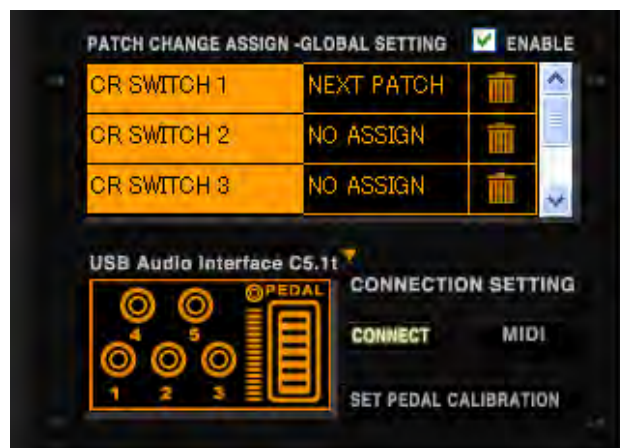 PATCH CHANGE ASSIGN -GLOBAL SETTING ENABLE
CR SWITCH 1 NEXT PATCH
CR SWITCH 2 NO ASSIGN
CR SWITCH 3 NO ASSIGN
USB Audio Interface C5.1t
CONNECTION SETTING
PEDAL
4 5
CONNECT MIDI
1 2 3
SET PEDAL CALIBRATION